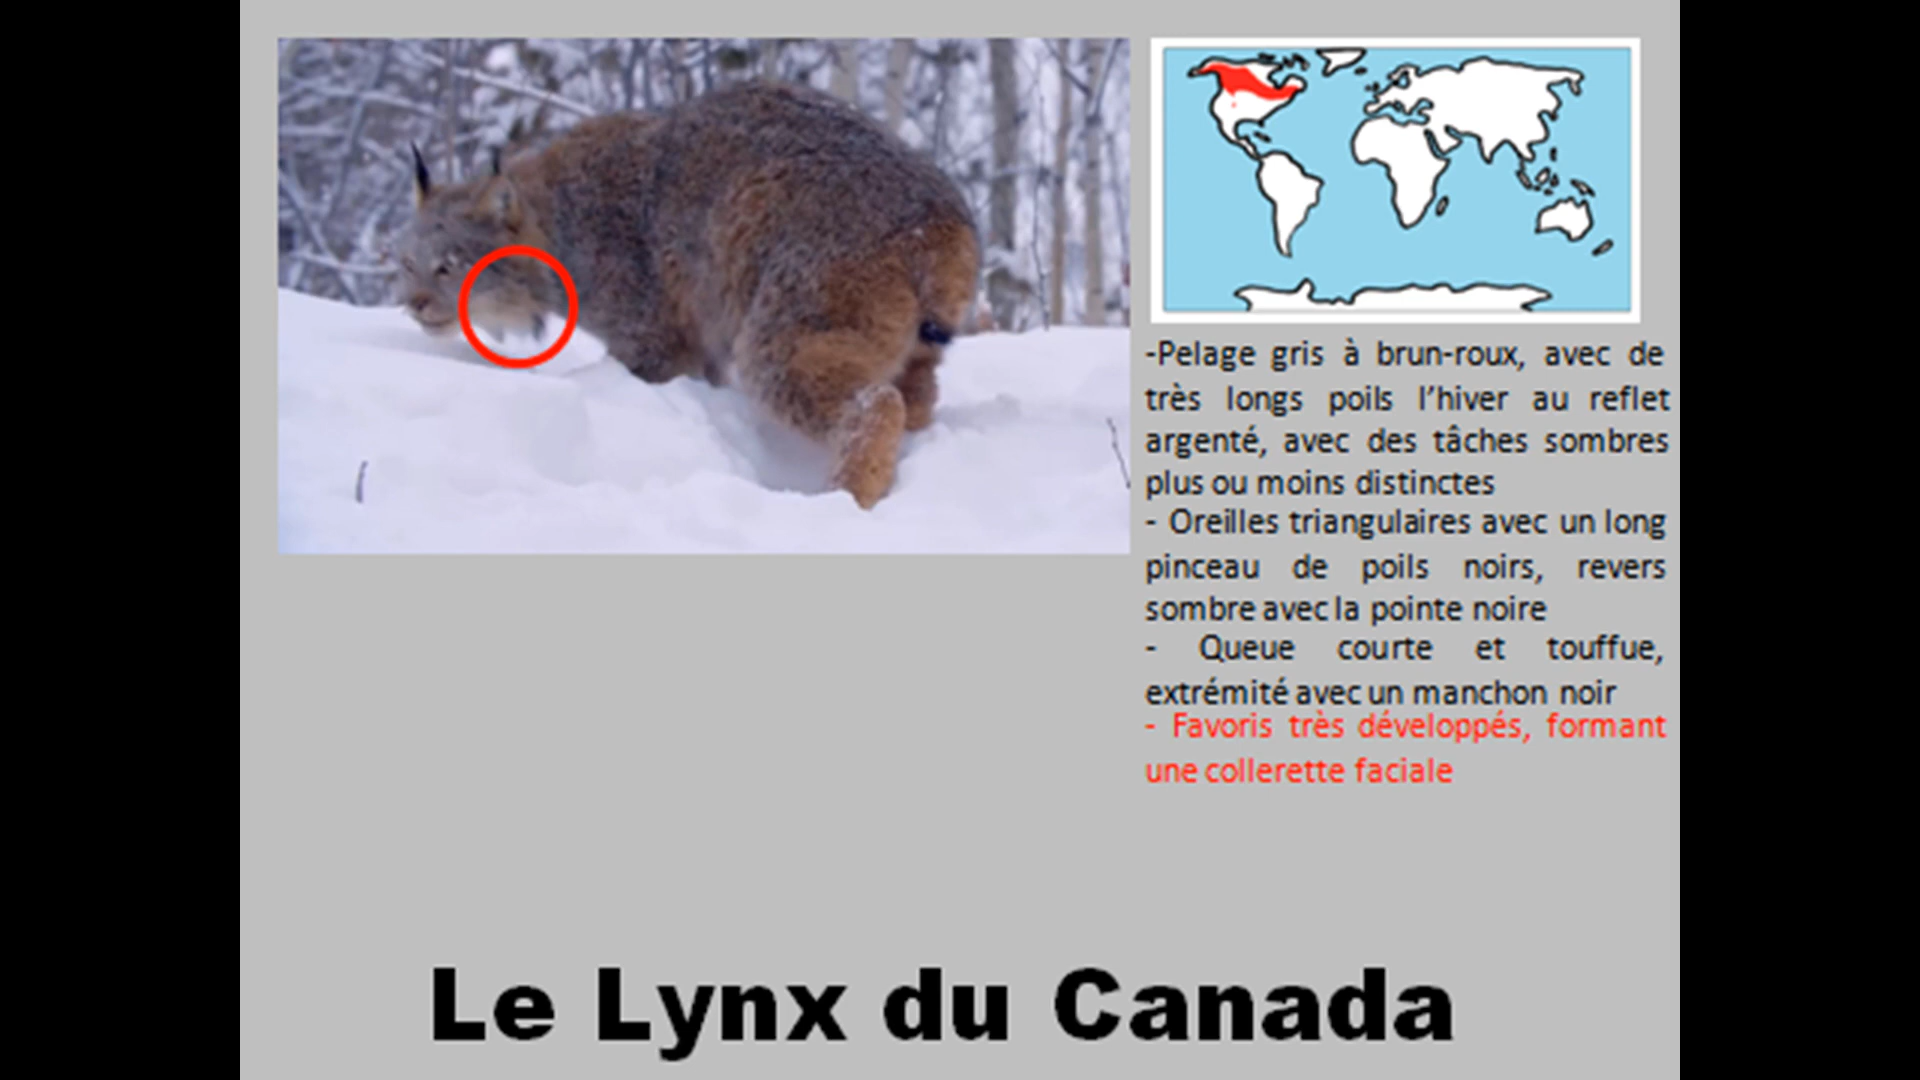 -Pelage gris à brun-roux, avec de
très longs poils l’hiver au reflet
argenté, avec des tâches sombres
plus ou moins distinctes
- Oreilles triangulaires avec un long
pinceau de poils noirs, revers
sombre avec la pointe noire
- Queue courte et touffue,
extrémité avec un manchon noir
- Favoris très développés, formant
une collerette faciale
Le Lynx du Canada